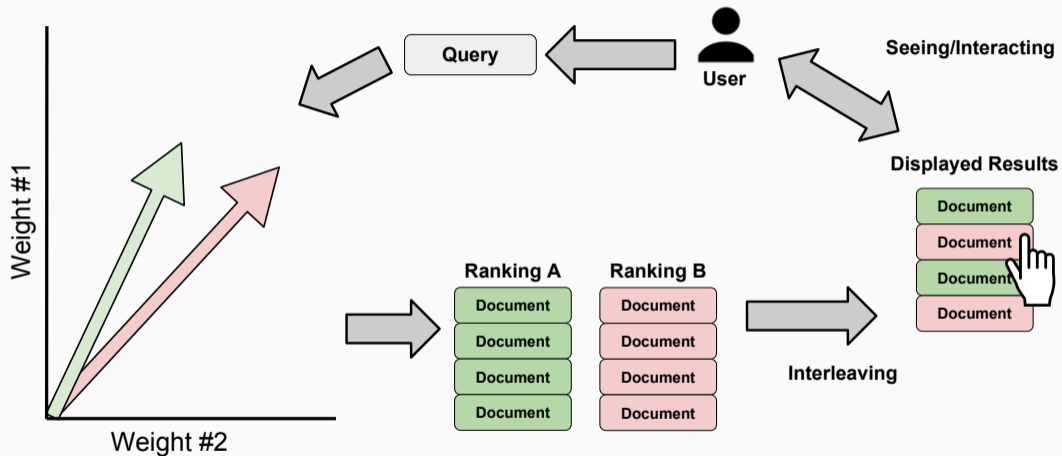 Query
User
Seeing/Interacting
Weight #1
Displayed Results
Document
Document
Document
Document
Ranking A
Ranking B
Document
Document
Document
Document
Document
Document
Document
Document
Interleaving
Weight #2